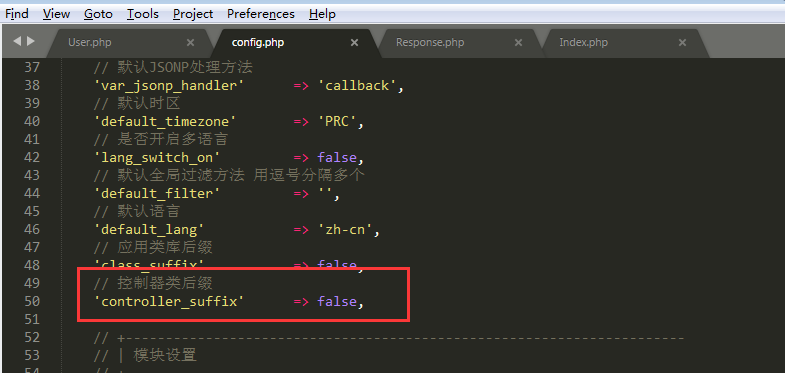 Find View Goto Tools Project Preferences Help
User.php × config.php × Response.php × Index.php ×
37 // 默认JSONP处理方法
38 'var_jsonp_handler' => 'callback',
39 // 默认时区
40 'default_timezone' => 'PRC',
41 // 是否开启多语言
42 'lang_switch_on' => false,
43 // 默认全局过滤方法 用逗号分隔多个
44 'default_filter' => '',
45 // 默认语言
46 'default_lang' => 'zh-cn',
47 // 应用类库后缀
48 'class_suffix' => false,
49 // 控制器类后缀
50 'controller_suffix' => false,
51
52 // +----------------------------------------------------------------------
53 // | 模块设置
54 // +